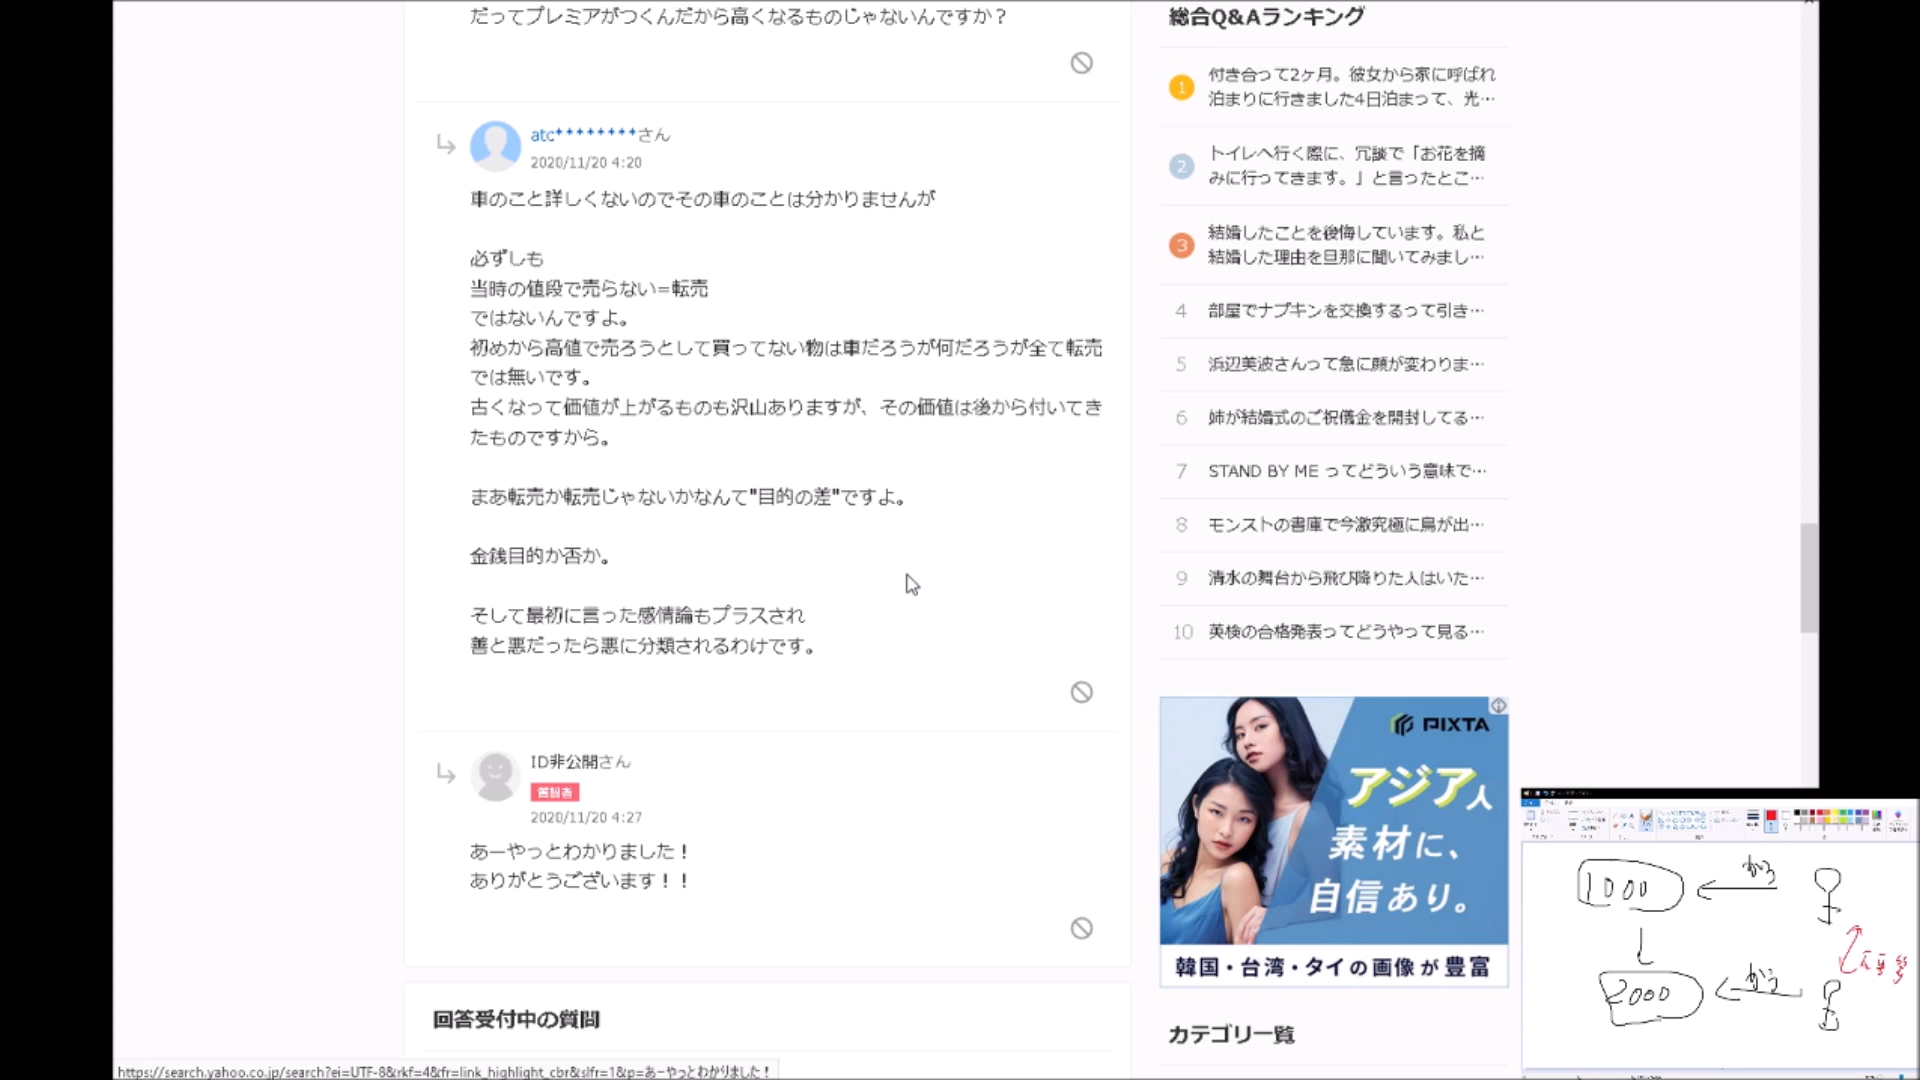 だってプレミアがつくんだから高くなるものじゃないんですか？
atc********さん
2020/11/20 4:20
車のこと詳しくないのでその車のことは分かりませんが
必ずしも
当時の値段で売らない=転売
ではないんですよ。
初めから高値で売ろうとして買ってない物は車だろうが何だろうが全て転売
では無いです。
古くなって価値が上がるものも沢山ありますが、その価値は後から付いてき
たものですから。
まあ転売か転売じゃないかなんて"目的の差"ですよ。
金銭目的か否か。
そして最初に言った感情論もプラスされ
善と悪だったら悪に分類されるわけです。
ID非公開さん
質問者
2020/11/20 4:27
あーやっとわかりました！
ありがとうございます！！
回答受付中の質問
https://search.yahoo.co.jp/search?ei=UTF-8&rkf=4&fr=link_highlight_cbr&slfr=1&p=あーやっとわかりました！
総合Q&Aランキング
1 付き合って2ヶ月。彼女から家に呼ばれ
泊まりに行きました4日泊まって、光…
2 トイレへ行く際に、冗談で「お花を摘
みに行ってきます。」と言ったとこ…
3 結婚したことを後悔しています。私と
結婚した理由を旦那に聞いてみまし…
4 部屋でナプキンを交換するって引き…
5 浜辺美波さんって急に顔が変わりま…
6 姉が結婚式のご祝儀金を開封してる…
7 STAND BY ME ってどういう意味で…
8 モンストの書庫で今激究極に鳥が出…
9 清水の舞台から飛び降りた人はいた…
10 英検の合格発表ってどうやって見る…
PIXTA
アジア人
素材に、
自信あり。
韓国・台湾・タイの画像が豊富
カテゴリ一覧
1000
2000